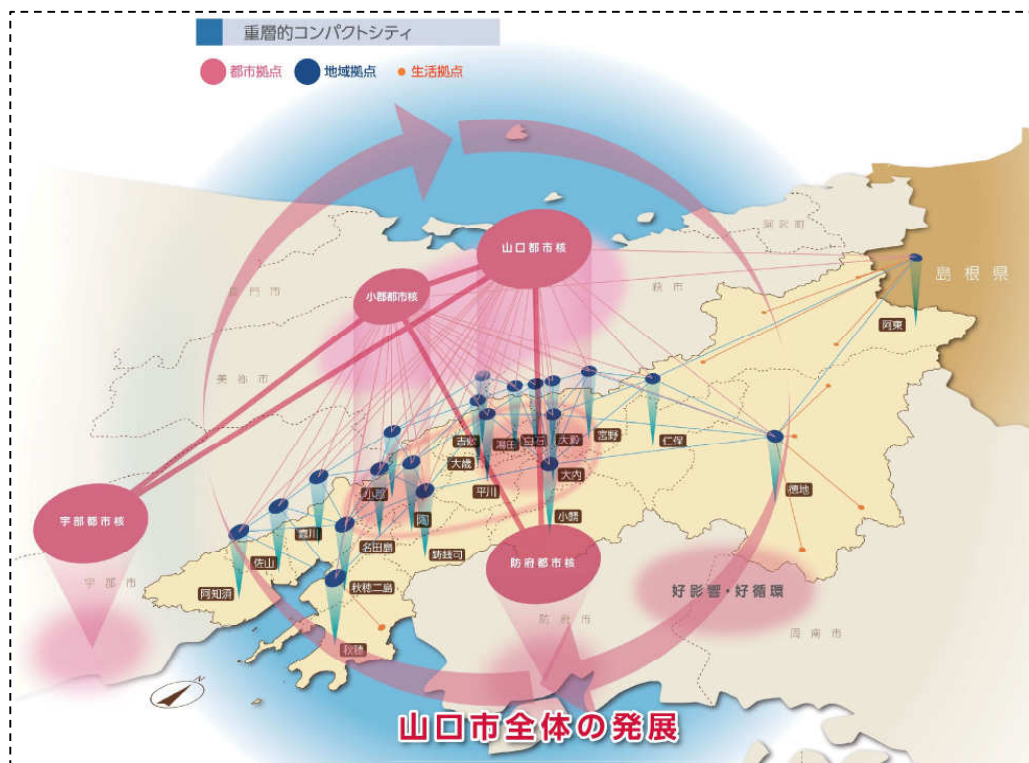 重層的コンパクトシティ
都市拠点 地域拠点 生活拠点
山口都市核
小郡都市核
宇部都市核
防府都市核
阿武町
萩市
長門市
美祢市
島根県
阿東
吉敷
湯田
白石
大殿
宮野
仁保
大歳
平川
大内
小鯖
徳地
小郡
陶
鋳銭司
名田島
嘉川
佐山
阿知須
秋穂二島
秋穂
宇部市
防府市
周南市
好影響・好循環
N
山口市全体の発展